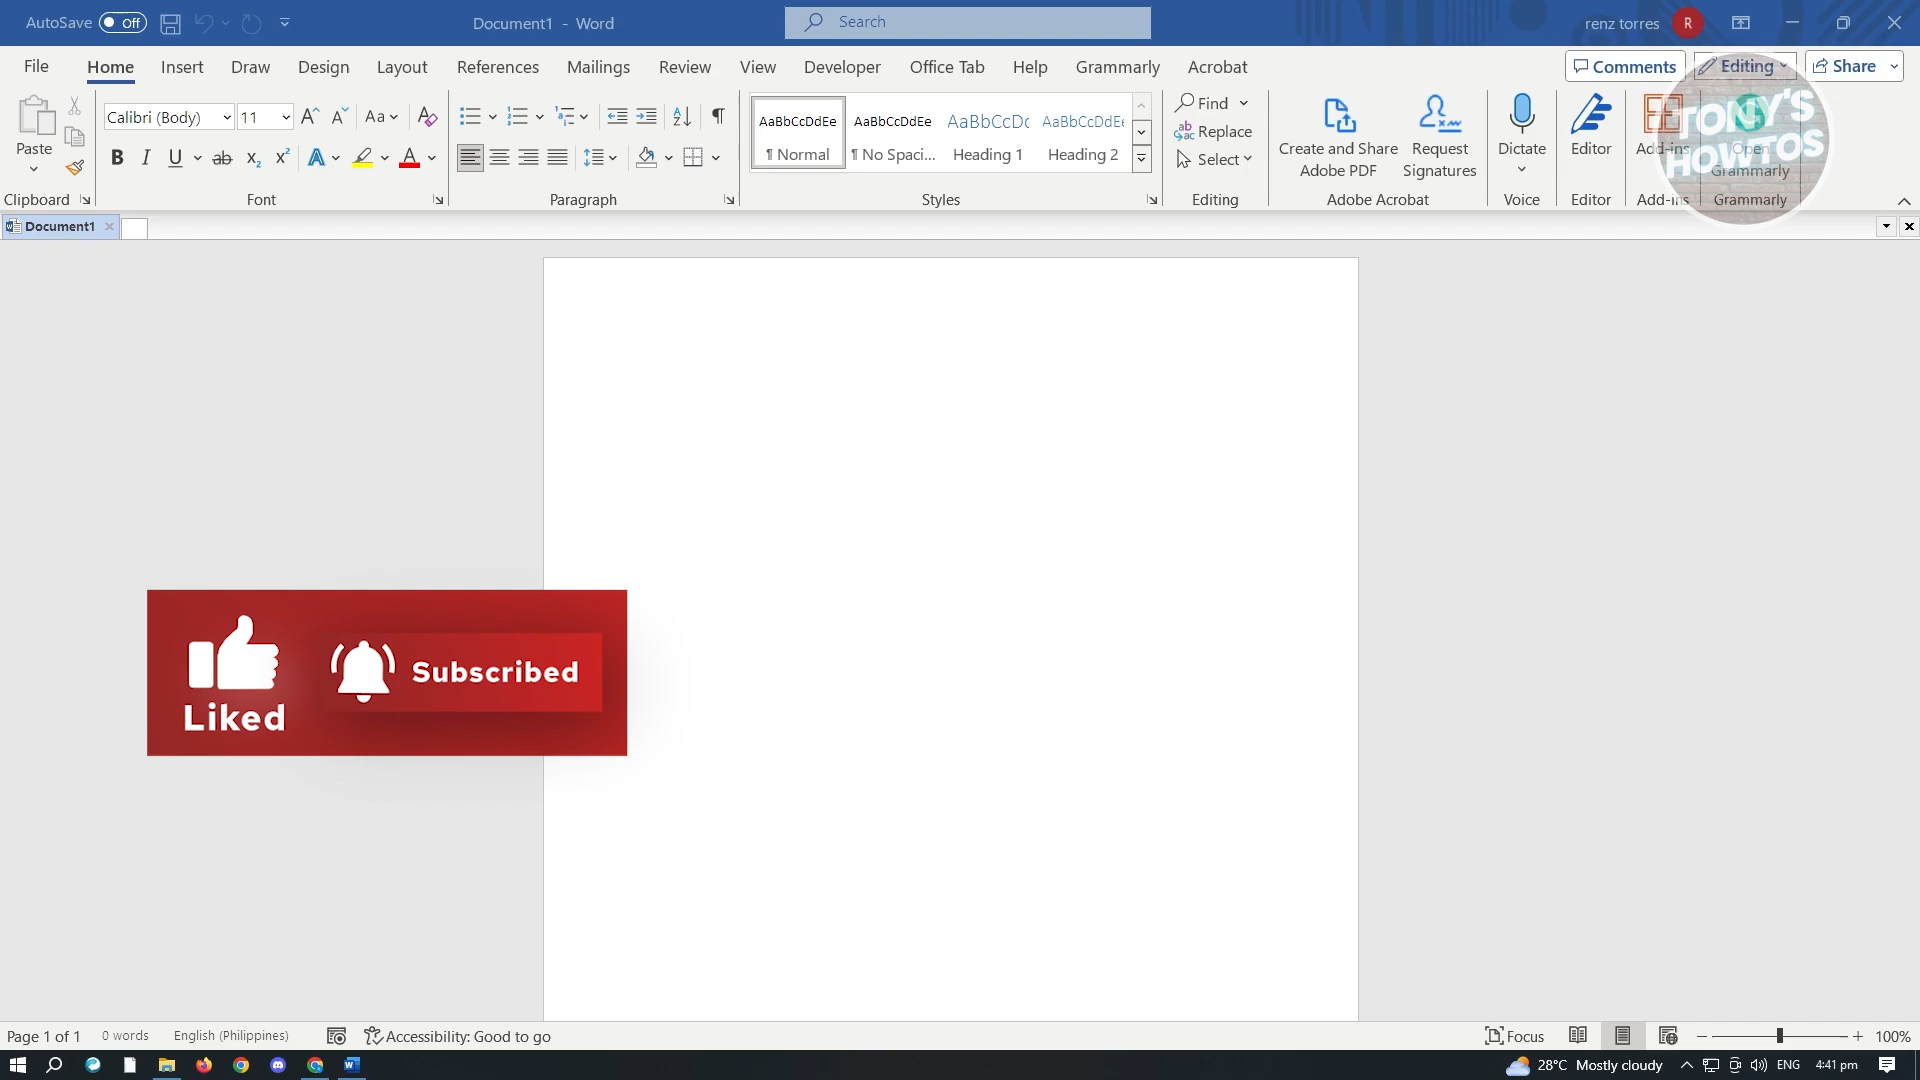 AutoSave Off Document1 - Word Search renz torres R
File Home Insert Draw Design Layout References Mailings Review View Developer Office Tab Help Grammarly Acrobat Comments Editing Share
Paste Calibri (Body) 11 Aa
B I U ab x2 x2 A A
AaBbCcDdEe AaBbCcDdEe AaBbCcDc AaBbCcDdEe
¶ Normal ¶ No Spaci... Heading 1 Heading 2
Find
Replace
Select
Create and Share
Adobe PDF
Request
Signatures
Dictate
Editor
Add-ins
Open
Grammarly
TONY'S
HOWTOS
Clipboard Font Paragraph Styles Editing Adobe Acrobat Voice Editor Add-ins Grammarly
Document1
Liked
Subscribed
Page 1 of 1 0 words English (Philippines) Accessibility: Good to go Focus 100%
28°C Mostly cloudy ENG 4:41 pm